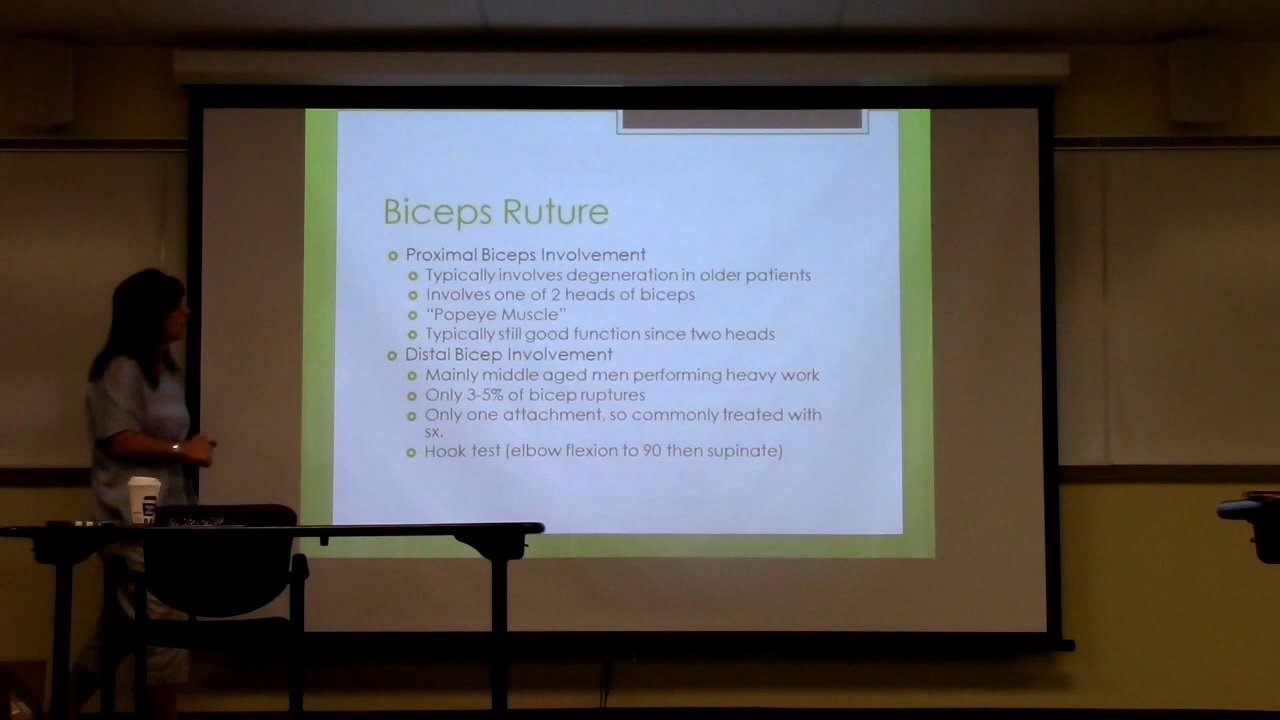 Biceps Ruture
Proximal Biceps Involvement
Typically involves degeneration in older patients
Involves one of 2 heads of biceps
“Popeye Muscle”
Typically still good function since two heads
Distal Bicep Involvement
Mainly middle aged men performing heavy work
Only 3-5% of bicep ruptures
Only one attachment, so commonly treated with
sx.
Hook test (elbow flexion to 90 then supinate)